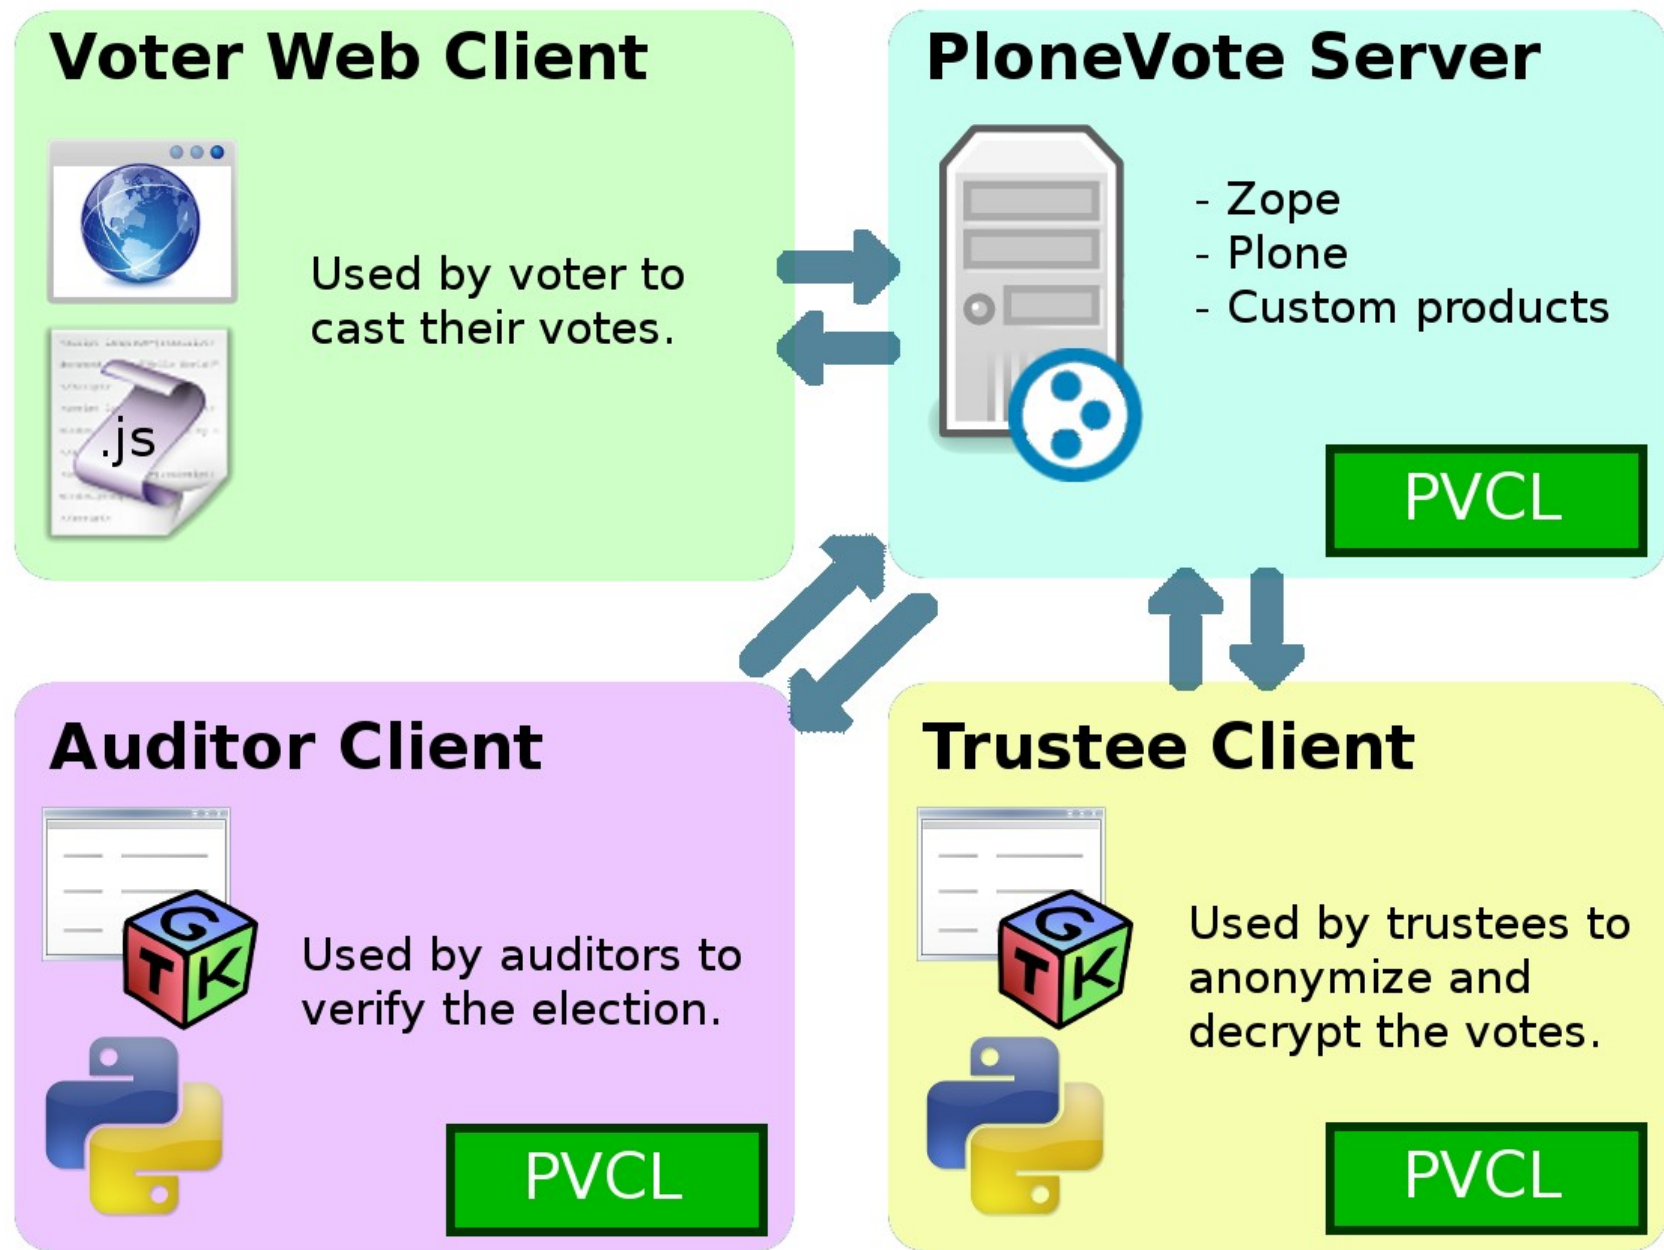 Voter Web Client
.js
Used by voter to
cast their votes.
PloneVote Server
- Zope
- Plone
- Custom products
PVCL
Auditor Client
G
T K
Used by auditors to
verify the election.
PVCL
Trustee Client
G
T K
Used by trustees to
anonymize and
decrypt the votes.
PVCL